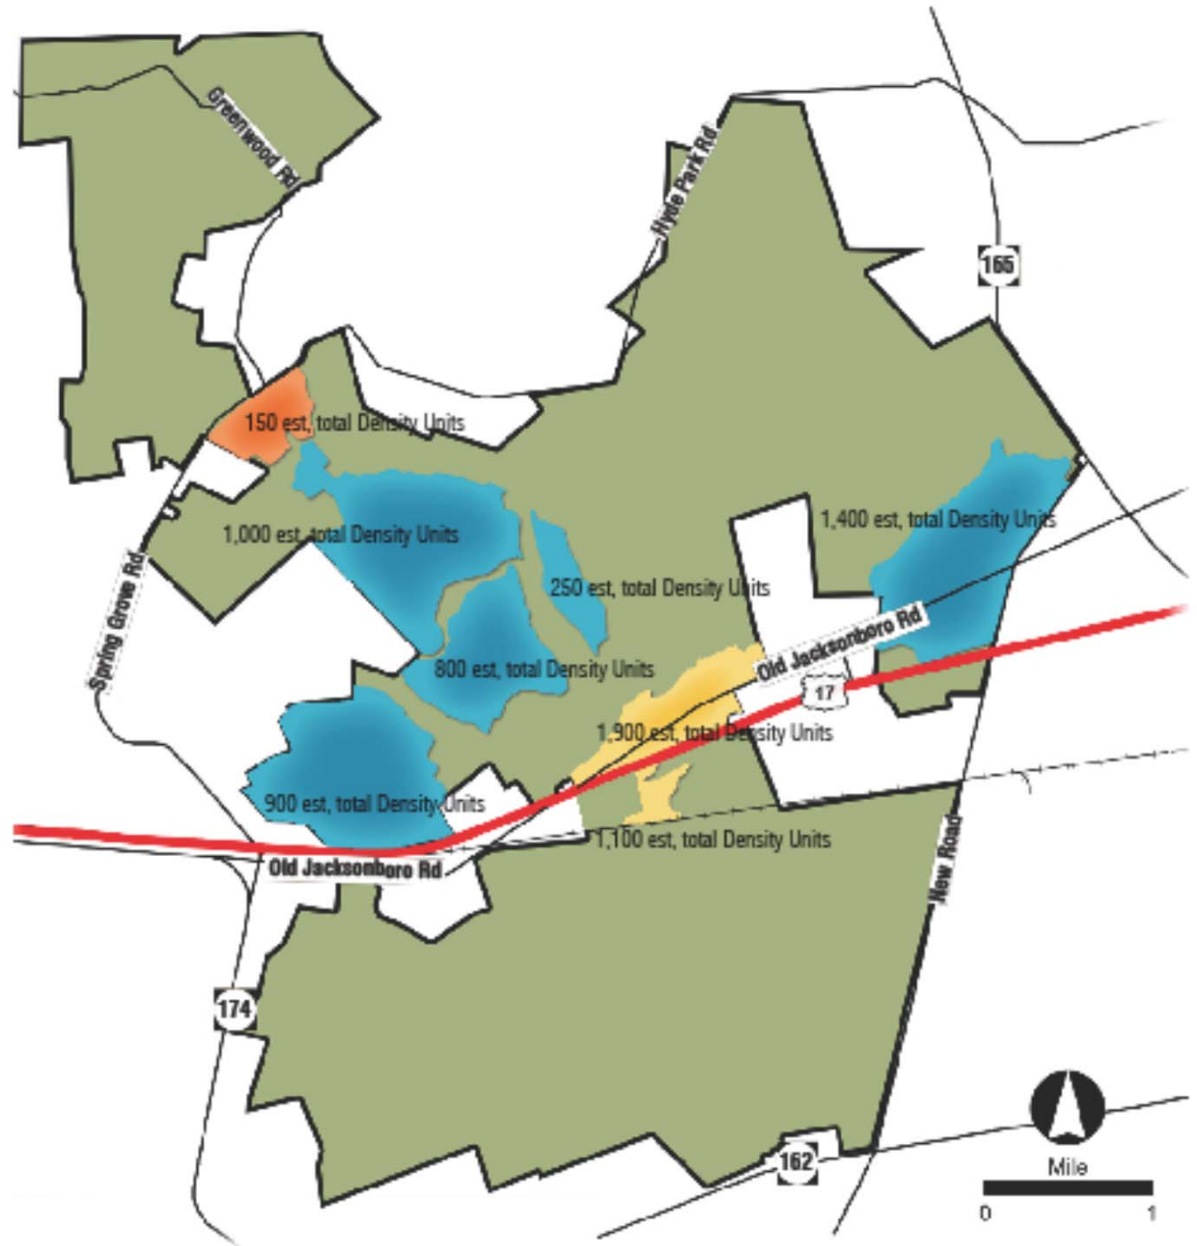 Greenwood Rd
Hyde Park Rd
165
150 est, total Density Units
1,000 est, total Density Units
1,400 est, total Density Units
Spring Grove Rd
250 est, total Density Units
Old Jacksonboro Rd
800 est, total Density Units
17
1,900 est, total Density Units
900 est, total Density Units
1,100 est, total Density Units
Old Jacksonboro Rd
New Road
174
162
Mile
0 1